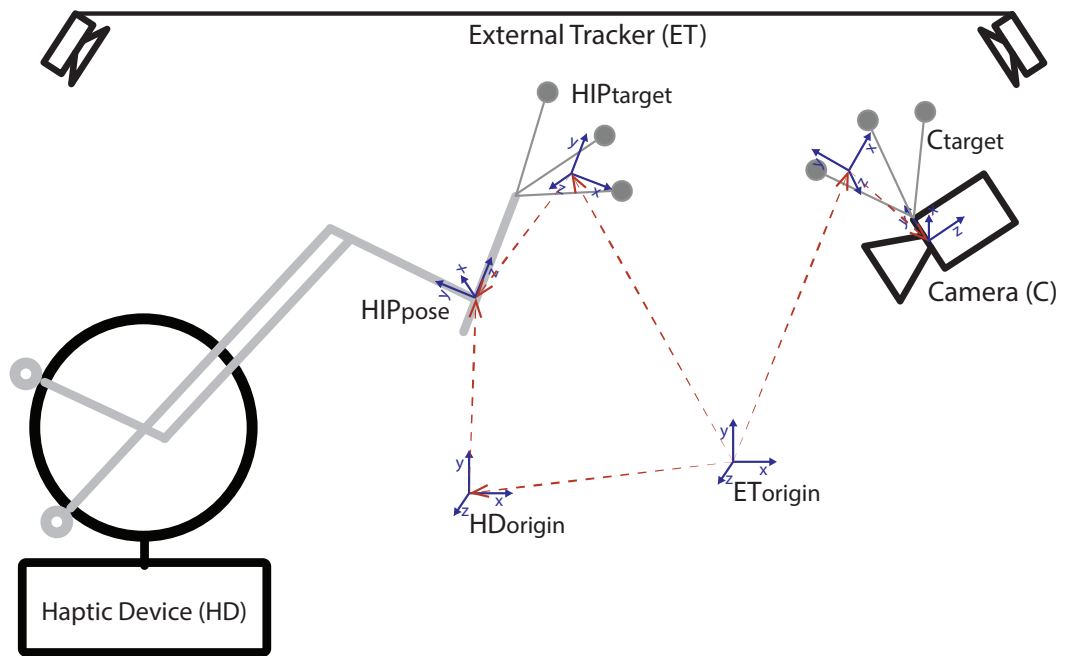 External Tracker (ET)
HIPtarget
Ctarget
y
z
x
x
y
z
y
x
z
x
y
z
HIPpose
Camera (C)
y
x
z
HDorigin
y
x
z
ETorigin
Haptic Device (HD)